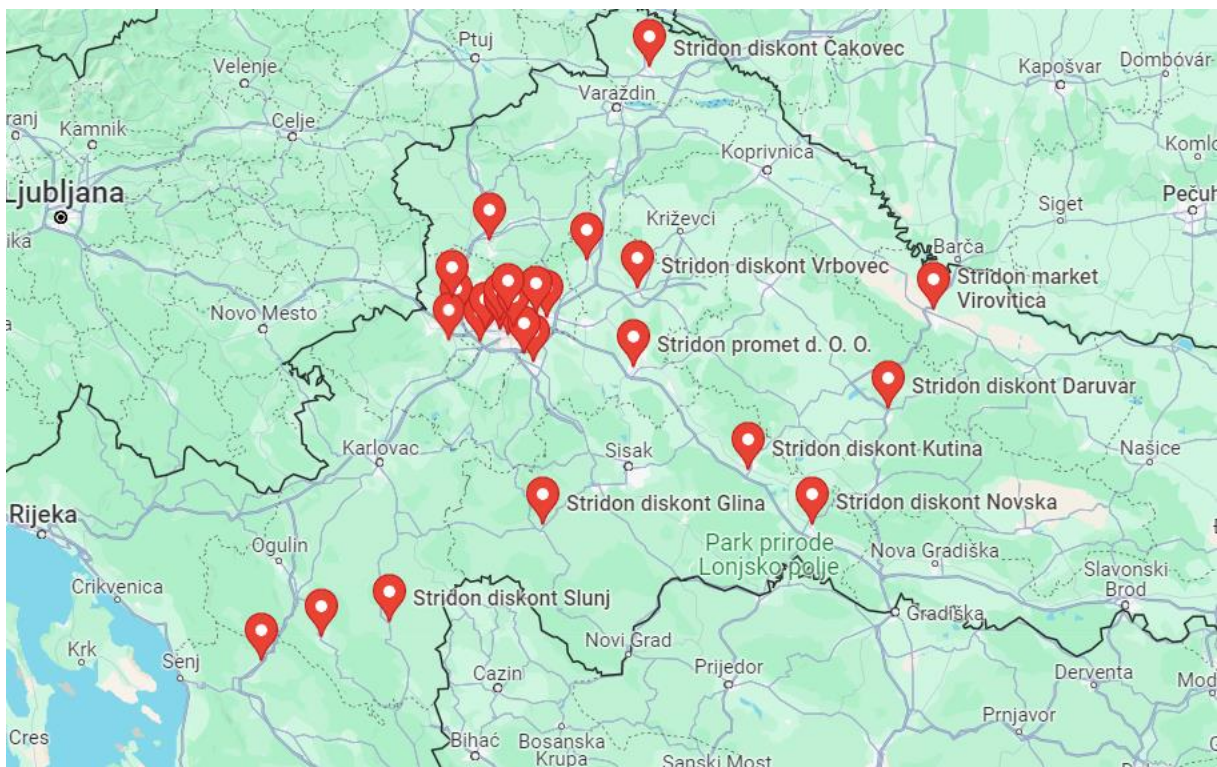 Ptuj
Stridon diskont Čakovec
Velenje
Kapošvar
Dombóvár
Varaždin
ranj
Kamnik
Celje
Koprivnica
Komlo
Ljubljana
Križevci
Siget
Pečuh
ika
Barča
Stridon diskont Vrbovec
Stridon market
Virovitica
Novo Mesto
Stridon promet d. O. O.
Stridon diskont Daruvar
Karlovac
Sisak
Stridon diskont Kutina
Našice
Stridon diskont Glina
Stridon diskont Novska
Rijeka
Park prirode
Lonjsko polje
Ogulin
Nova Gradiška
Crikvenica
Slavonski
Brod
Stridon diskont Slunj
Gradiška
Krk
Senj
Novi Grad
Cazin
Prijedor
Derventa
Mod
Cres
Bihać
Bosanska
Krupa
Prnjavor
Sanski Most